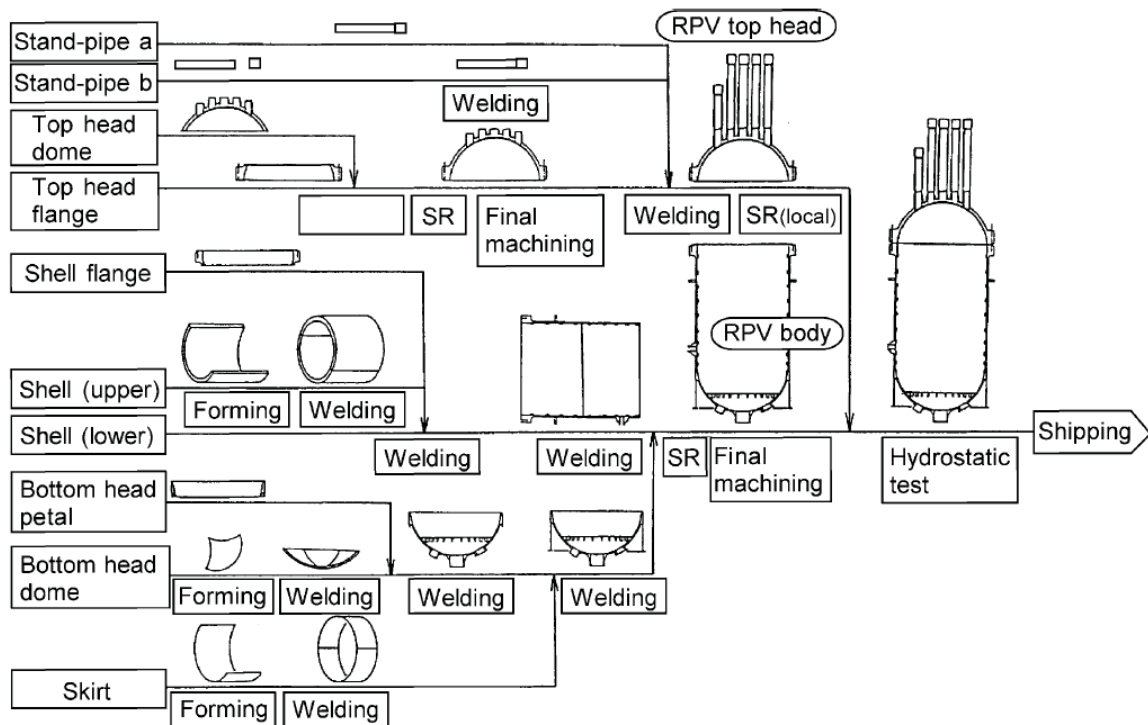 Stand-pipe a
RPV top head
Stand-pipe b
Welding
Top head
dome
Top head
flange
SR
Final
machining
Welding
SR(local)
Shell flange
RPV body
Shell (upper)
Forming
Welding
Shell (lower)
Shipping
Welding
Welding
SR
Final
machining
Hydrostatic
test
Bottom head
petal
Bottom head
dome
Forming
Welding
Welding
Welding
Skirt
Forming
Welding